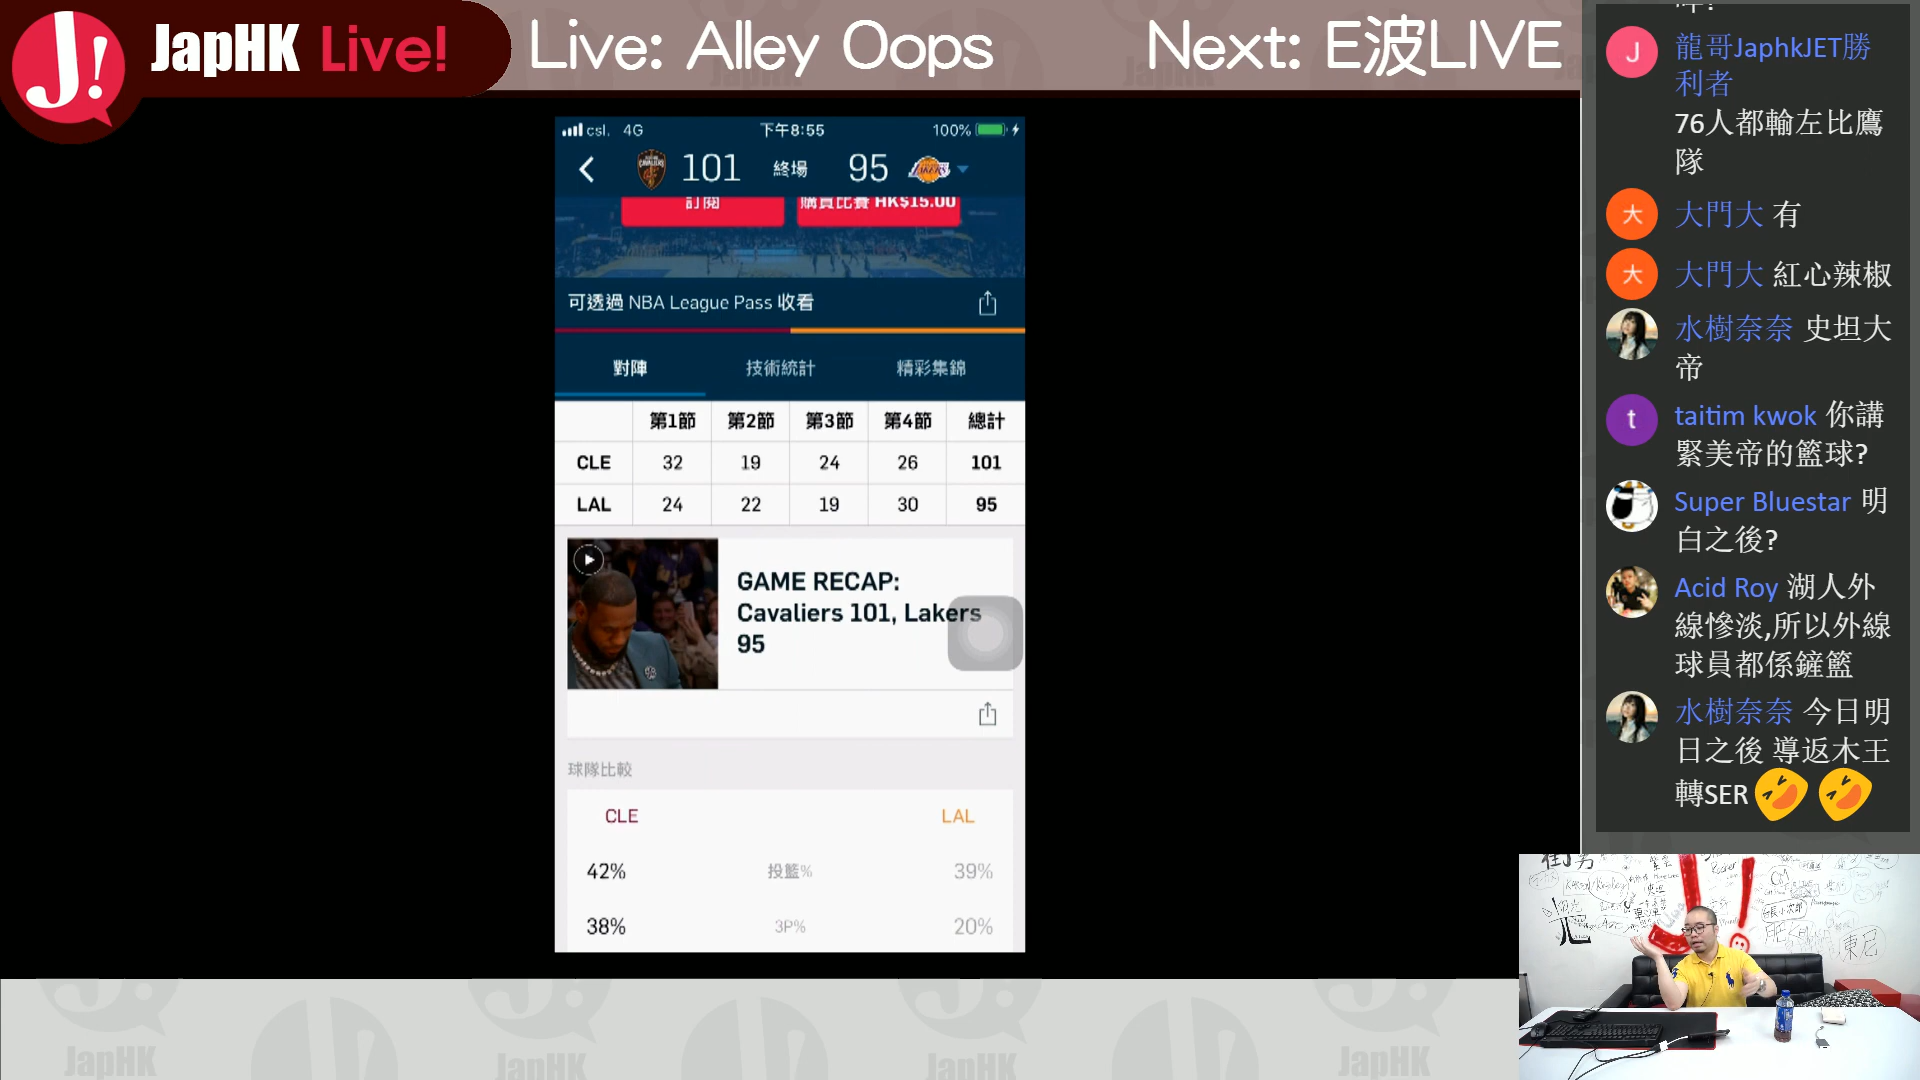 JapHK Live!
Live: Alley Oops
Next: E波LIVE
csl. 4G 下午8:55 100%
101 終場 95
訂閱
購買比賽 HK$15.00
可透過 NBA League Pass 收看
對陣 技術統計 精彩集錦
第1節 第2節 第3節 第4節 總計
CLE 32 19 24 26 101
LAL 24 22 19 30 95
GAME RECAP:
Cavaliers 101, Lakers
95
球隊比較
CLE LAL
42% 投籃% 39%
38% 3P% 20%
龍哥JaphkJET勝
利者
76人都輸左比鷹
隊
大門大 有
大門大 紅心辣椒
水樹奈奈 史坦大
帝
taitim kwok 你講
緊美帝的籃球?
Super Bluestar 明
白之後?
Acid Roy 湖人外
線慘淡,所以外線
球員都係鏟籃
水樹奈奈 今日明
日之後 導返木王
轉SER
JapHK
JapHK
JapHK
JapHK